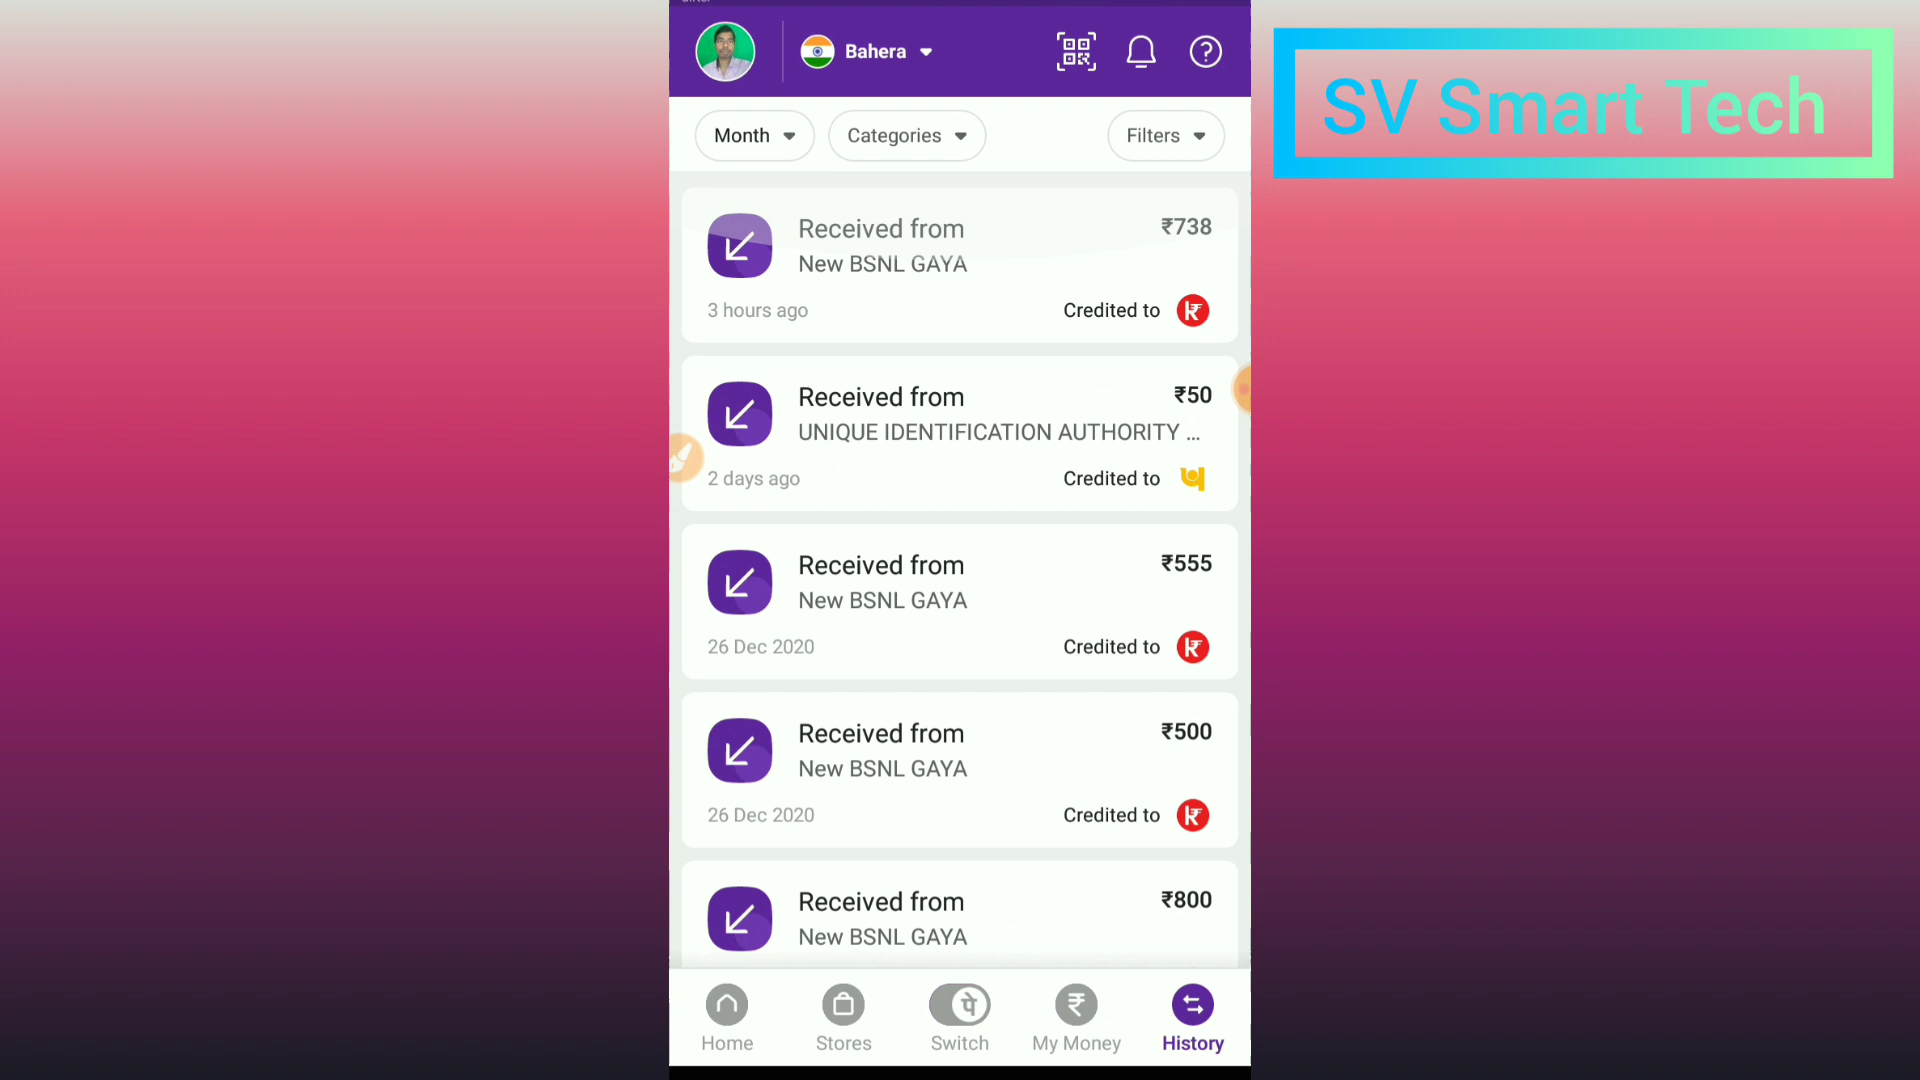 SV Smart Tech
Bahera
Month
Categories
Filters
Received from
₹738
New BSNL GAYA
3 hours ago
Credited to
Received from
₹50
UNIQUE IDENTIFICATION AUTHORITY ...
2 days ago
Credited to
Received from
₹555
New BSNL GAYA
26 Dec 2020
Credited to
Received from
₹500
New BSNL GAYA
26 Dec 2020
Credited to
Received from
₹800
New BSNL GAYA
पे
Home
Stores
Switch
My Money
History